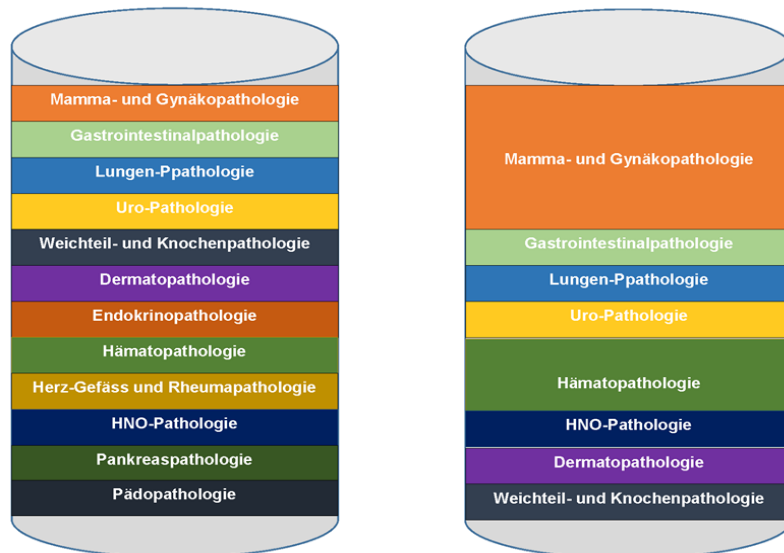 Mamma- und Gynäkopathologie
Gastrointestinalpathologie
Lungen-Ppathologie
Uro-Pathologie
Weichteil- und Knochenpathologie
Dermatopathologie
Endokrinopathologie
Hämatopathologie
Herz-Gefäss und Rheumapathologie
HNO-Pathologie
Pankreaspathologie
Pädopathologie
Mamma- und Gynäkopathologie
Gastrointestinalpathologie
Lungen-Ppathologie
Uro-Pathologie
Hämatopathologie
HNO-Pathologie
Dermatopathologie
Weichteil- und Knochenpathologie